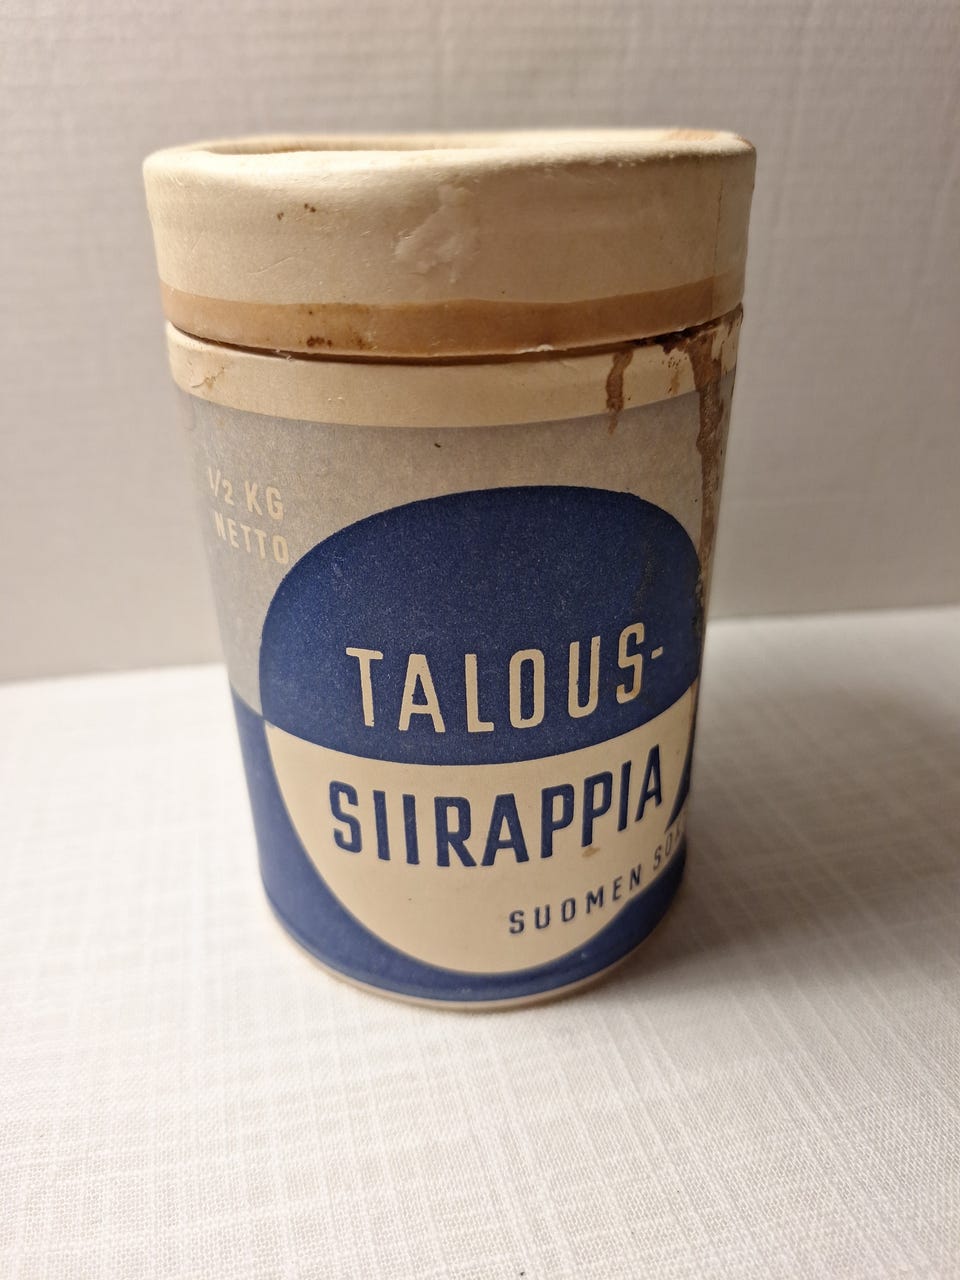 ½ KG
NETTO
TALOUS-
SIIRAPPIA
SUOMEN